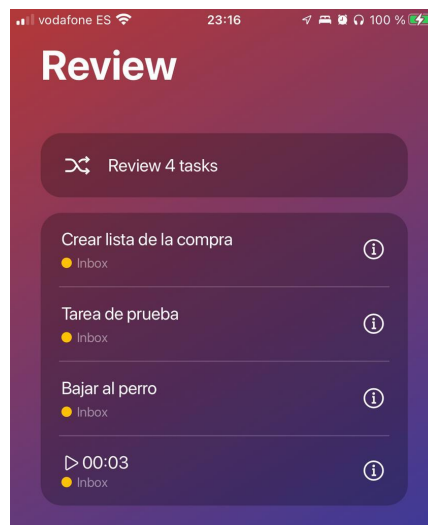 vodafone ES 23:16 100 %
Review
Review 4 tasks
Crear lista de la compra
Inbox
Tarea de prueba
Inbox
Bajar al perro
Inbox
00:03
Inbox